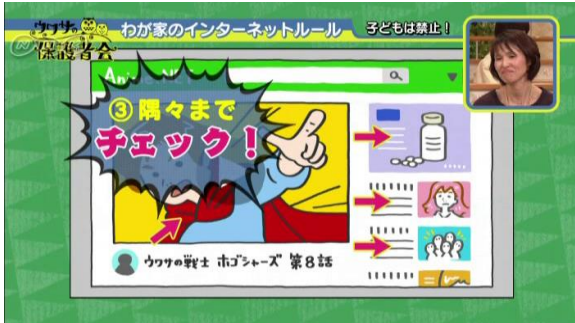 ウワサの保護者会
わが家のインターネットルール
子どもは禁止！
③隅々まで
チェック！
ウワサの戦士 ホゴシャーズ 第8話